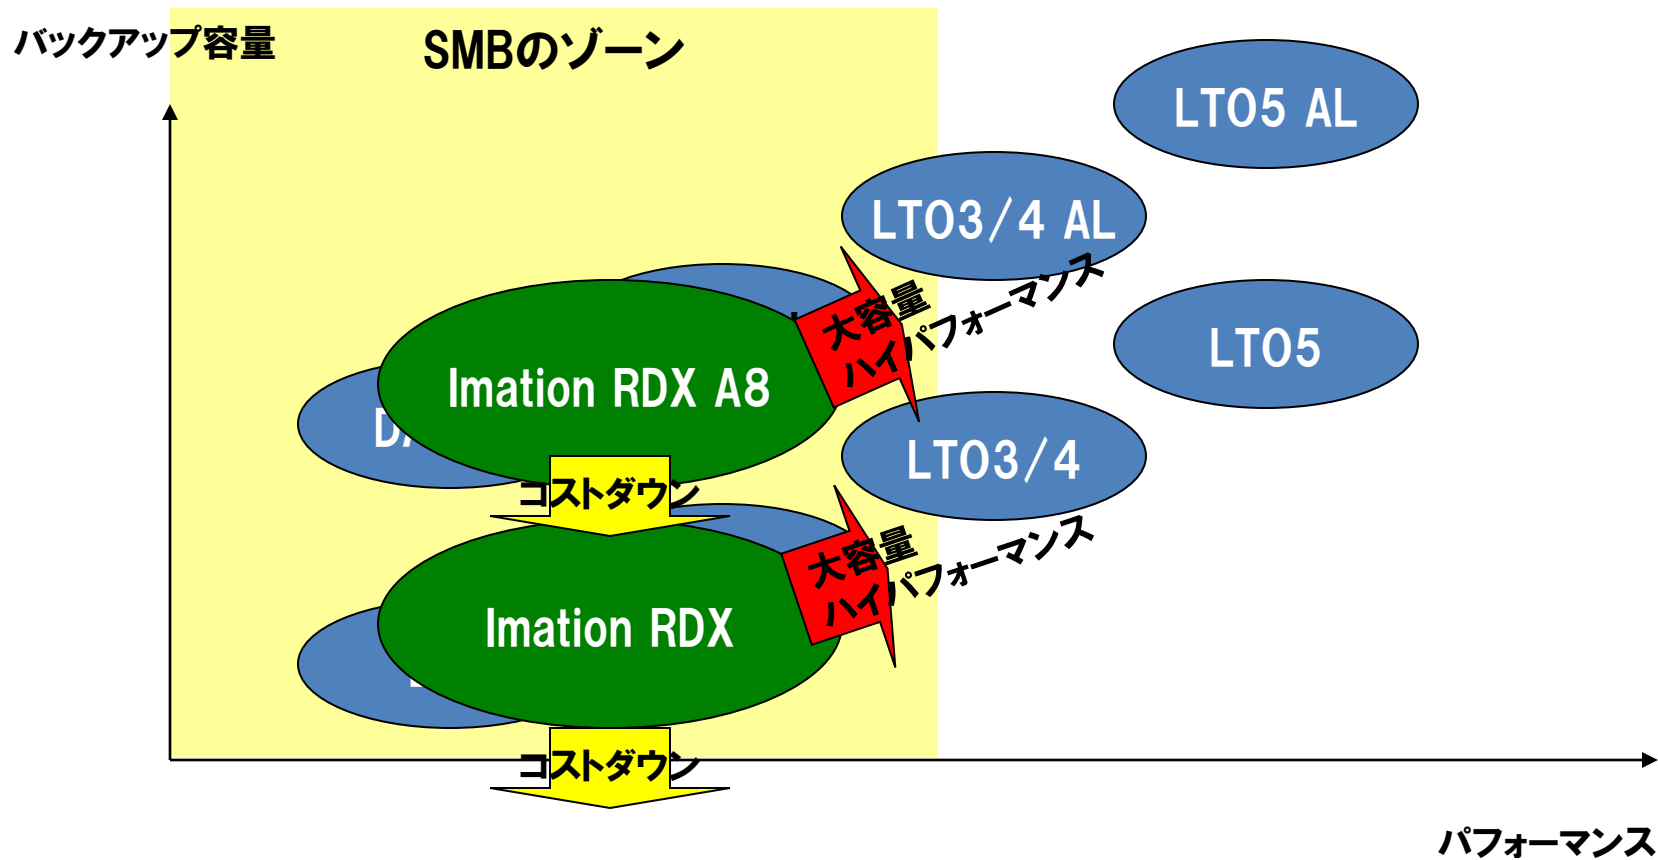 バックアップ容量
SMBのゾーン
LTO5 AL
LTO3/4 AL
大容量
ハイパフォーマンス
LTO5
Imation RDX A8
LTO3/4
コストダウン
大容量
ハイパフォーマンス
Imation RDX
コストダウン
パフォーマンス